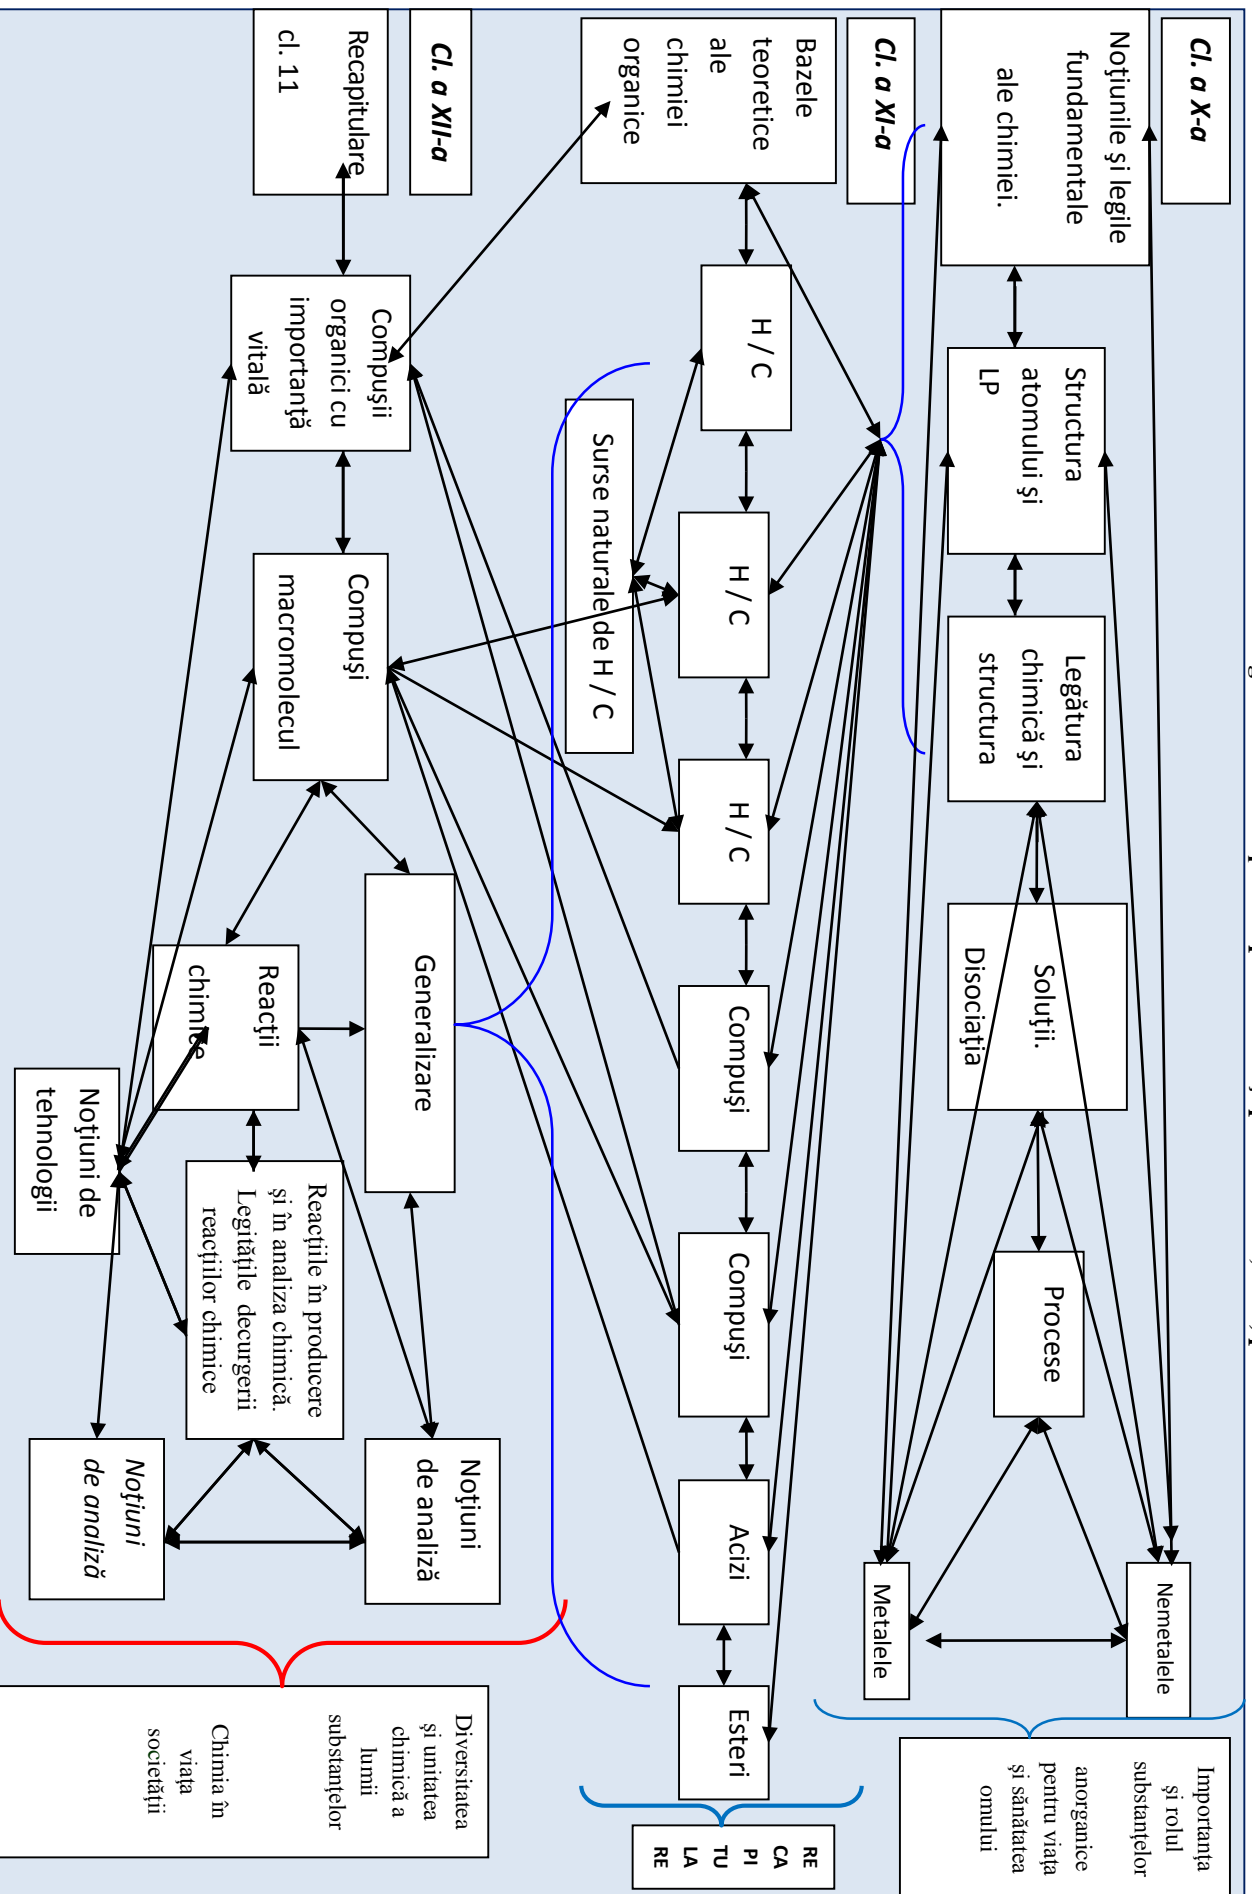 Cl. a X-a
Noţiunile şi legile
fundamentale
ale chimiei.
Structura
atomului şi
LP
Legătura
chimică şi
structura
Soluţii.
Disociaţia
Procese
Nemetalele
Metalele
Importanţa
şi rolul
substanţelor
anorganice
pentru viaţa
şi sănătatea
omului
Cl. a XI-a
Bazele
teoretice
ale
chimiei
organice
H / C
H / C
H / C
Compuşi
Compuşi
Acizi
Esteri
Surse naturale de H / C
RE
CA
PI
TU
LA
RE
Cl. a XII-a
Recapitulare
cl. 11
Compuşii
organici cu
importanţă
vitală
Compuşi
macromolecul
Generalizare
Reacţii
chimice
Reacţiile în producere
şi în analiza chimică.
Legităţile decurgerii
reacţiilor chimice
Noţiuni de
tehnologii
Noţiuni
de analiză
Noţiuni
de analiză
Diversitatea
şi unitatea
chimică a
lumii
substanţelor
Chimia în
viaţa
societăţii